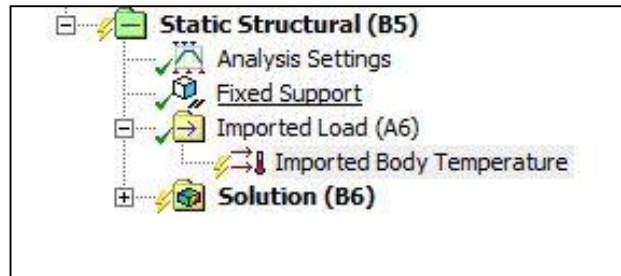 Static Structural (B5)
Analysis Settings
Fixed Support
Imported Load (A6)
Imported Body Temperature
Solution (B6)